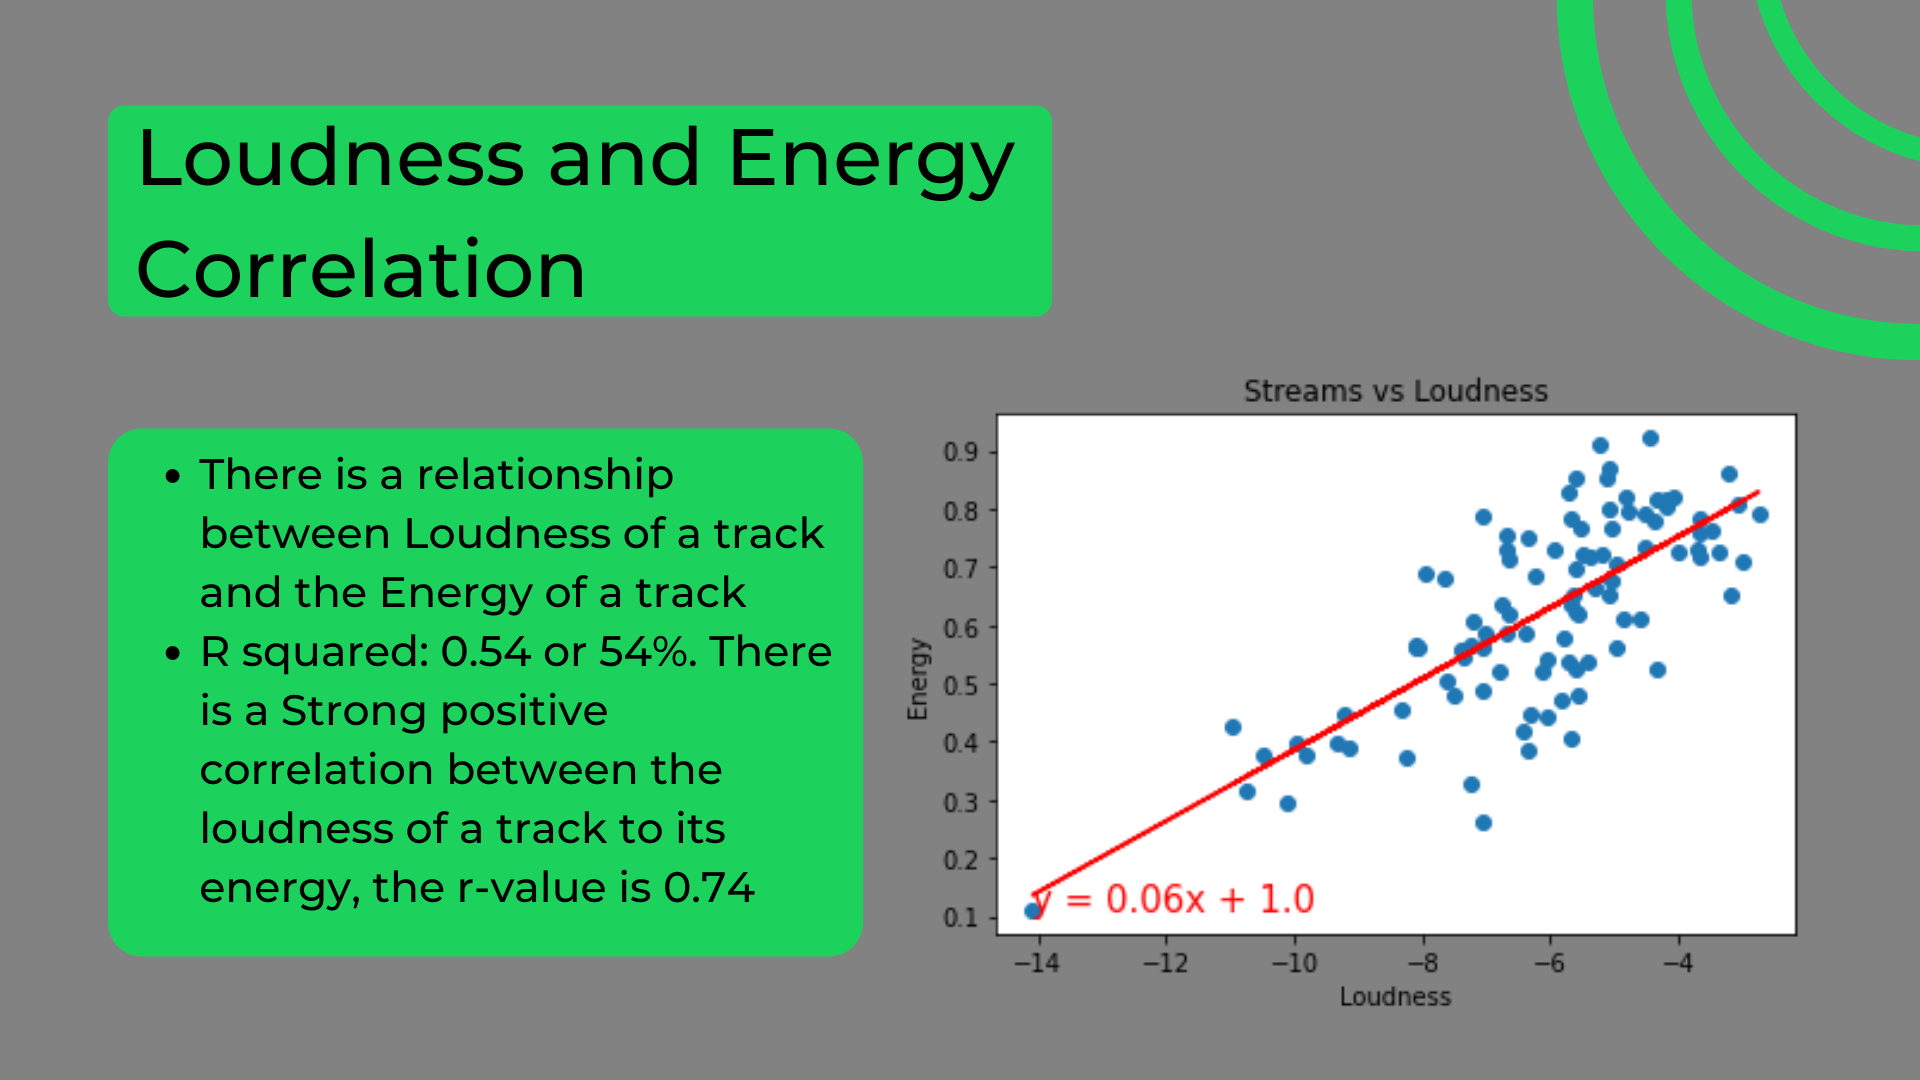 Loudness and Energy
Correlation
• There is a relationship
between Loudness of a track
and the Energy of a track
• R squared: 0.54 or 54%. There
is a Strong positive
correlation between the
loudness of a track to its
energy, the r-value is 0.74
Streams vs Loudness
Energy
0.9
0.8
0.7
0.6
0.5
0.4
0.3
0.2
0.1
y = 0.06x + 1.0
−14 −12 −10 −8 −6 −4
Loudness